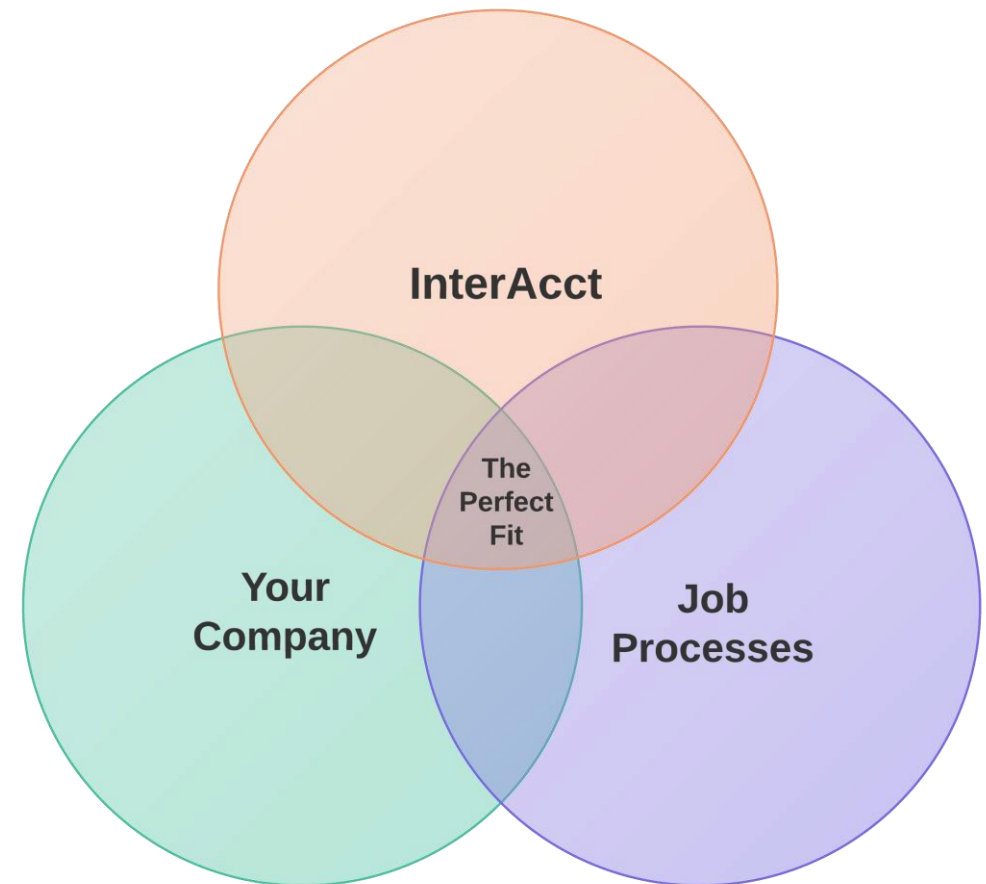 InterAcct
The
Perfect
Fit
Your
Company
Job
Processes